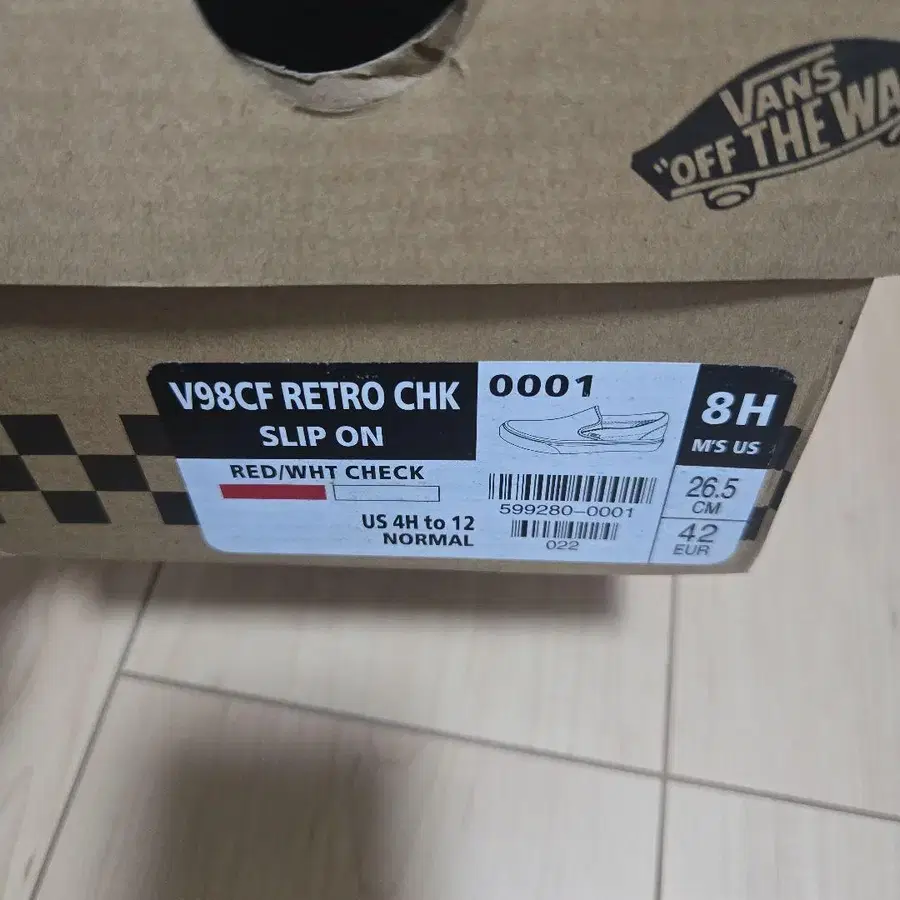 VANS
"OFF THE WA
V98CF RETRO CHK
SLIP ON
0001
8H
M'S US
RED/WHT CHECK
599280-0001
26.5
CM
US 4H to 12
NORMAL
022
42
EUR